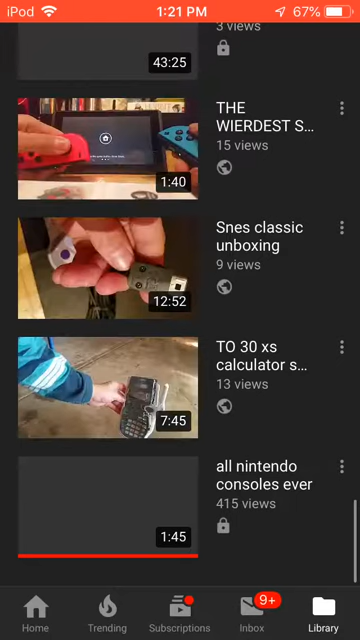 iPod 1:21 PM 67%
3 views
43:25
THE
WIERDEST S...
15 views
1:40
Snes classic
unboxing
9 views
12:52
TO 30 xs
calculator s...
13 views
7:45
all nintendo
consoles ever
415 views
1:45
9+
Home Trending Subscriptions Inbox Library